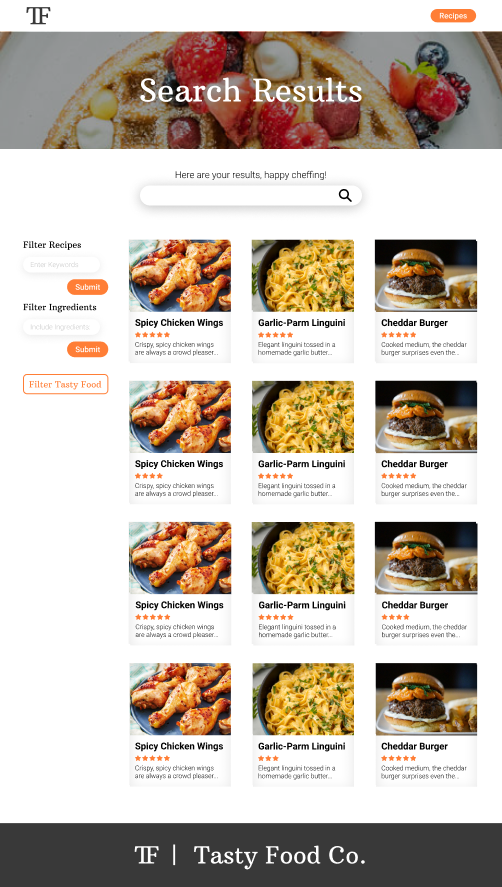 TF
Recipes
Search Results
Here are your results, happy cheffing!
Filter Recipes
Enter Keywords
Submit
Filter Ingredients
Include Ingredients
Submit
Filter Tasty Food
Spicy Chicken Wings
Crispy, spicy chicken wings
are always a crowd pleaser...
Garlic-Parm Linguini
Elegant linguini tossed in a
homemade garlic butter...
Cheddar Burger
Cooked medium, the cheddar
burger surprises even the...
Spicy Chicken Wings
Crispy, spicy chicken wings
are always a crowd pleaser...
Garlic-Parm Linguini
Elegant linguini tossed in a
homemade garlic butter...
Cheddar Burger
Cooked medium, the cheddar
burger surprises even the...
Spicy Chicken Wings
Crispy, spicy chicken wings
are always a crowd pleaser...
Garlic-Parm Linguini
Elegant linguini tossed in a
homemade garlic butter...
Cheddar Burger
Cooked medium, the cheddar
burger surprises even the...
Spicy Chicken Wings
Crispy, spicy chicken wings
are always a crowd pleaser...
Garlic-Parm Linguini
Elegant linguini tossed in a
homemade garlic butter...
Cheddar Burger
Cooked medium, the cheddar
burger surprises even the...
TF | Tasty Food Co.